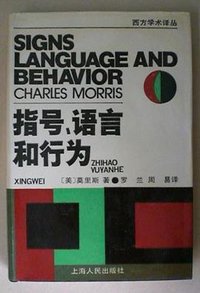 西方学术译丛
SIGNS
LANGUAGE AND
BEHAVIOR
CHARLES MORRIS
指号、语言
和行为
ZHIHAO
YUYANHE
XINGWEI
〔美〕莫里斯 著 罗 兰 周 易 译
上海人民出版社